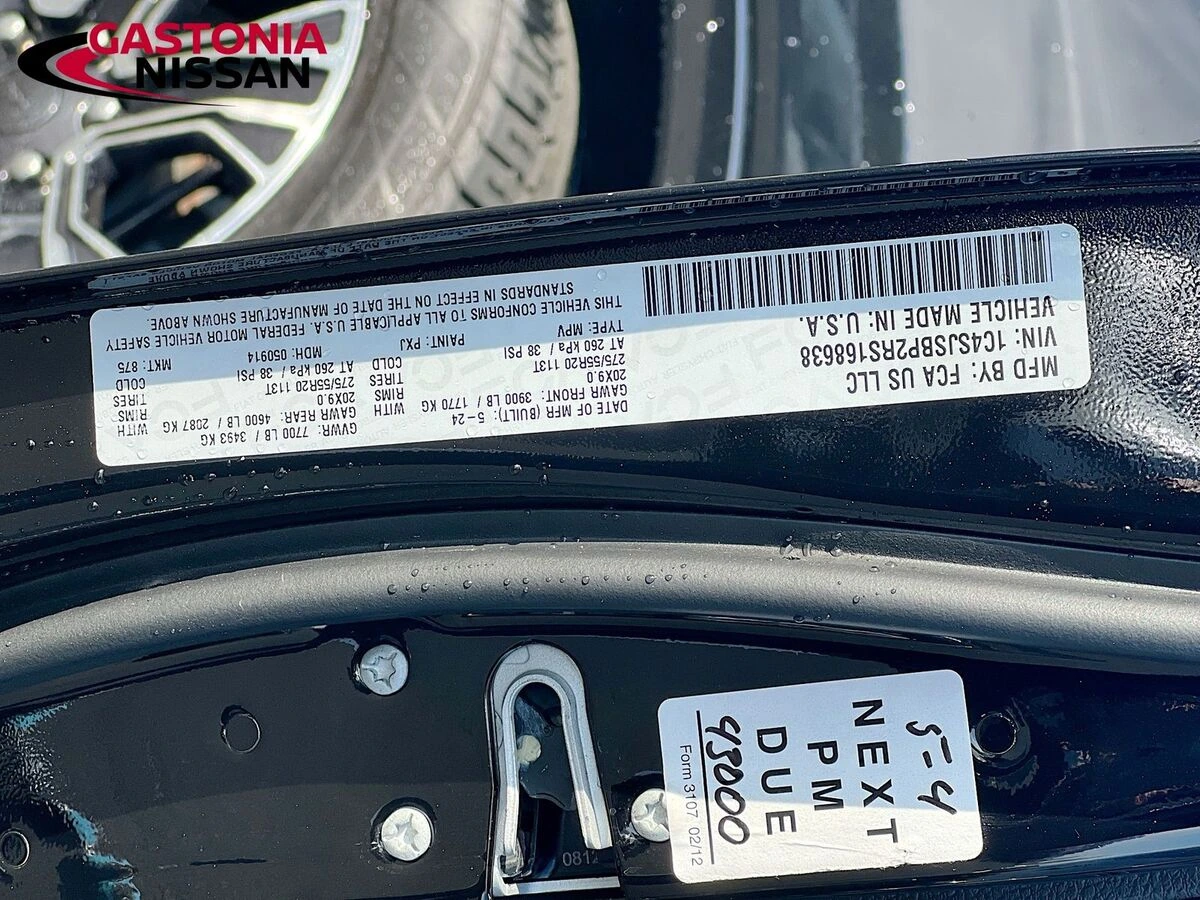 GASTONIA
NISSAN
MFD BY: FCA US LLC
VIN: 1C4SJSBP2RS168638
VEHICLE MADE IN: U.S.A.
DATE OF MFR (BUILT): 5-24
GAWR FRONT: 3900 LB / 1770 KG WITH
20X9.0 RIMS
275/55R20 113T TIRES
AT 260 kPa / 38 PSI COLD
TYPE: MPV PAINT: PXJ
GVWR: 7700 LB / 3493 KG
GAWR REAR: 4600 LB / 2087 KG WITH
20X9.0 RIMS
275/55R20 113T TIRES
AT 260 kPa / 38 PSI COLD
MDH: 050914 MKT: 875
THIS VEHICLE CONFORMS TO ALL APPLICABLE U.S.A. FEDERAL MOTOR VEHICLE SAFETY
STANDARDS IN EFFECT ON THE DATE OF MANUFACTURE SHOWN ABOVE.
5-4
NEXT
PM
DUE
Form 3107 02/12